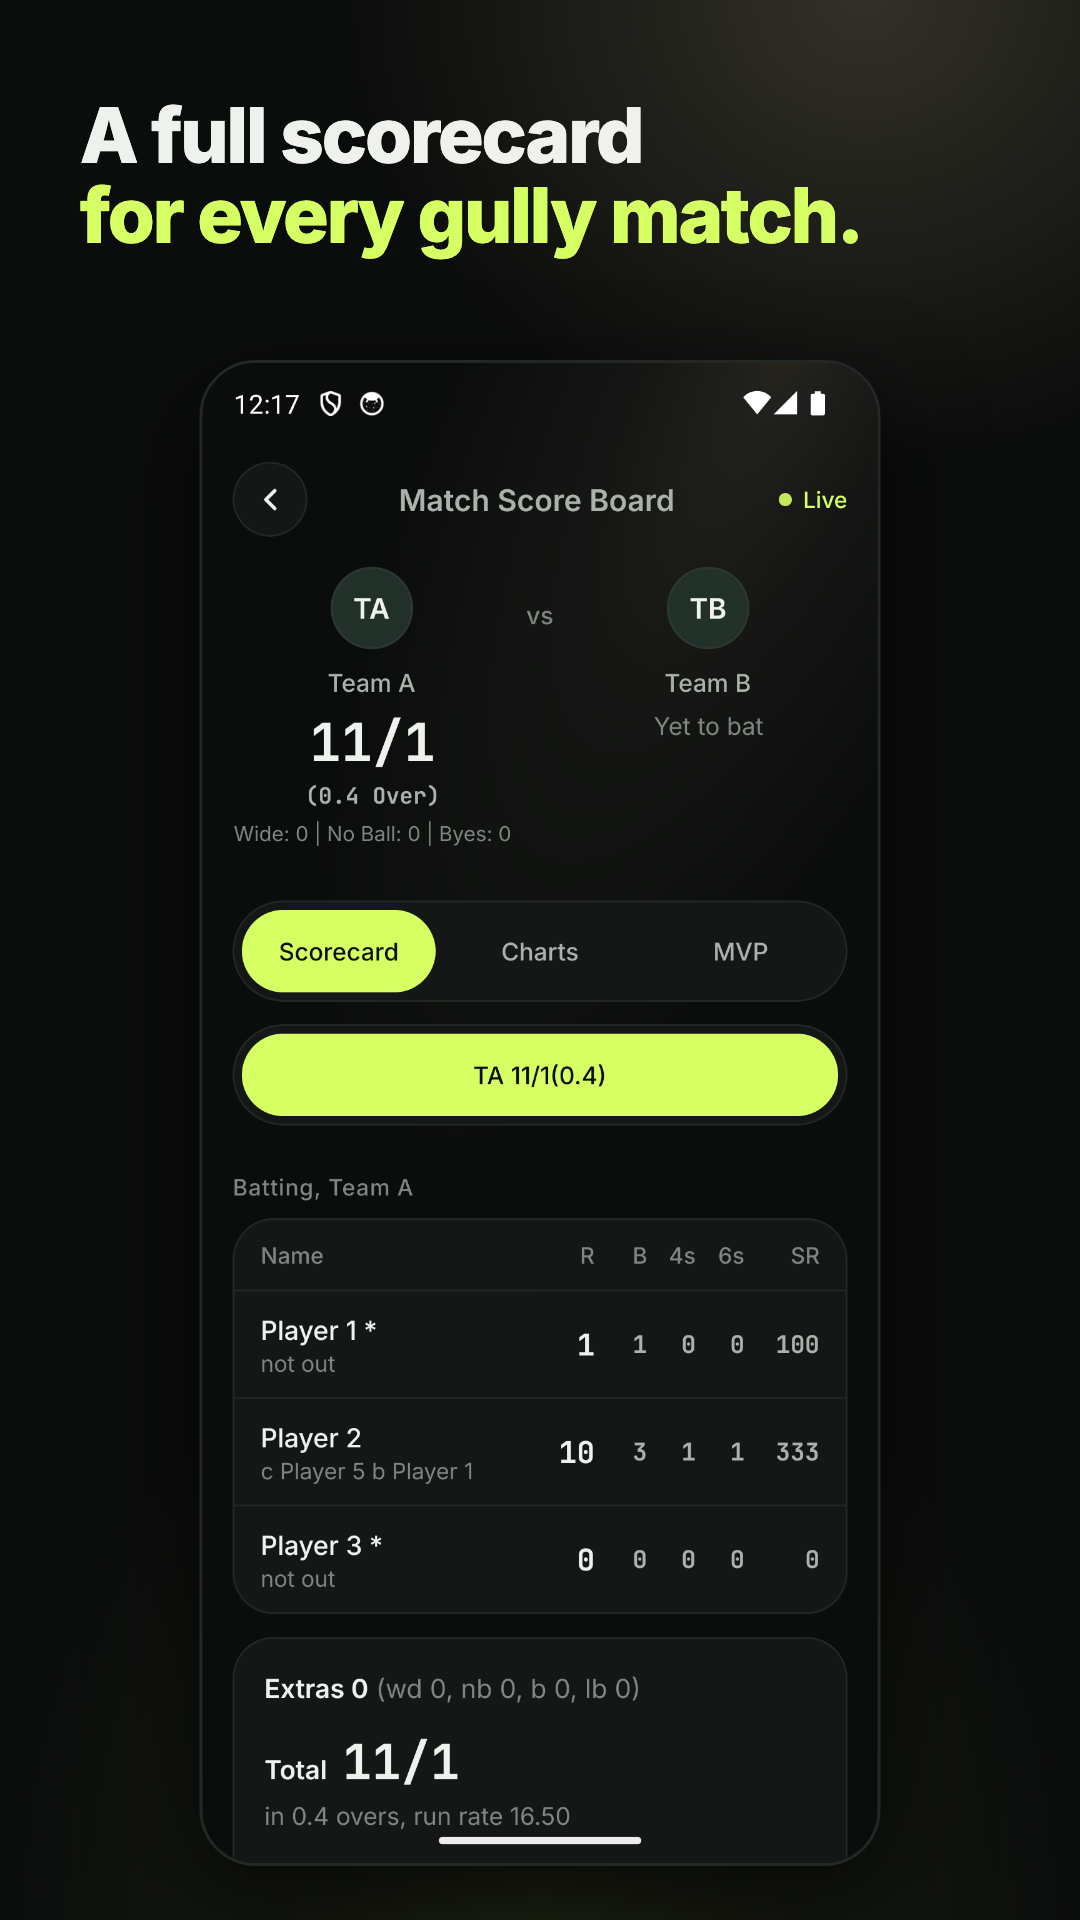 A full scorecard
for every gully match.
12:17
Match Score Board
Live
TA
vs
TB
Team A
Team B
11/1
Yet to bat
(0.4 Over)
Wide: 0 | No Ball: 0 | Byes: 0
Scorecard Charts MVP
TA 11/1(0.4)
Batting, Team A
Name R B 4s 6s SR
Player 1 * 1 1 0 0 100
not out
Player 2 10 3 1 1 333
c Player 5 b Player 1
Player 3 * 0 0 0 0 0
not out
Extras 0 (wd 0, nb 0, b 0, lb 0)
Total 11/1
in 0.4 overs, run rate 16.50